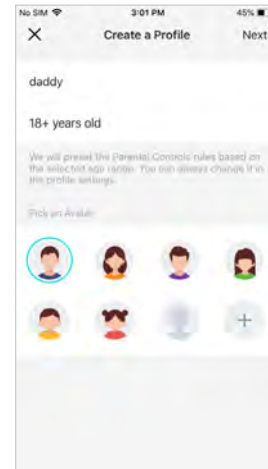 No SIM 3:01 PM 45%
Create a Profile Next
daddy
18+ years old
We will preset the Parental Controls rules based on
the selected age range. You can always change it in
the profile settings.
Pick an Avatar